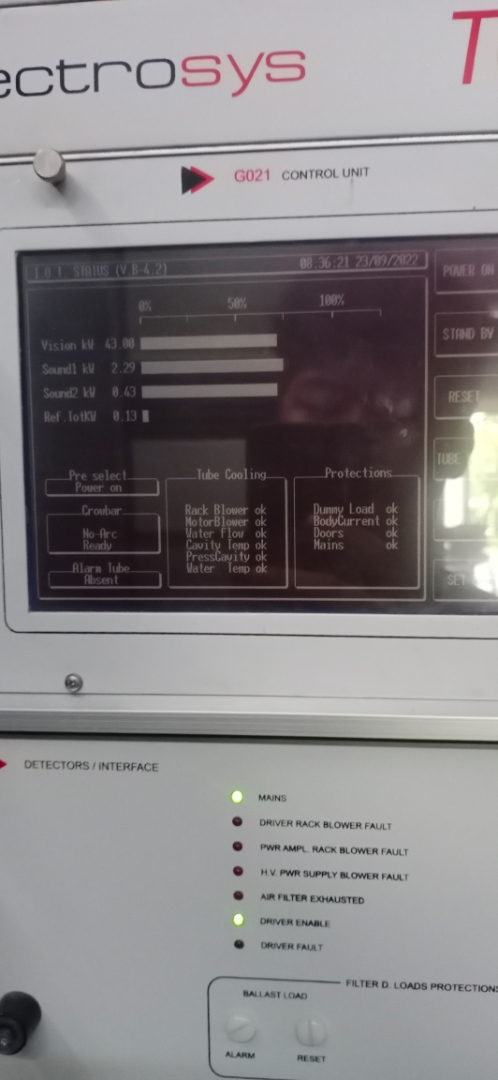 ectrosys T
G021 CONTROL UNIT
I.O.T STATUS (V.B-4.2) 08:36:21 23/09/2022
0% 50% 100%
Vision kW 43.00
Sound1 kW 2.29
Sound2 kW 0.43
Ref.TotKW 0.13
POWER ON
STAND BY
RESET
TUBE
SET
Pre select
Power on
Crowbar
No-Arc
Ready
Alarm Tube
Absent
Tube Cooling
Rack Blower ok
MotorBlower ok
Water flow ok
Cavity Temp ok
PressCavity ok
Water Temp ok
Protections
Dummy Load ok
BodyCurrent ok
Doors ok
Mains ok
DETECTORS / INTERFACE
MAINS
DRIVER RACK BLOWER FAULT
PWR AMPL. RACK BLOWER FAULT
H.V. PWR SUPPLY BLOWER FAULT
AIR FILTER EXHAUSTED
DRIVER ENABLE
DRIVER FAULT
FILTER D. LOADS PROTECTIONS
BALLAST LOAD
ALARM RESET